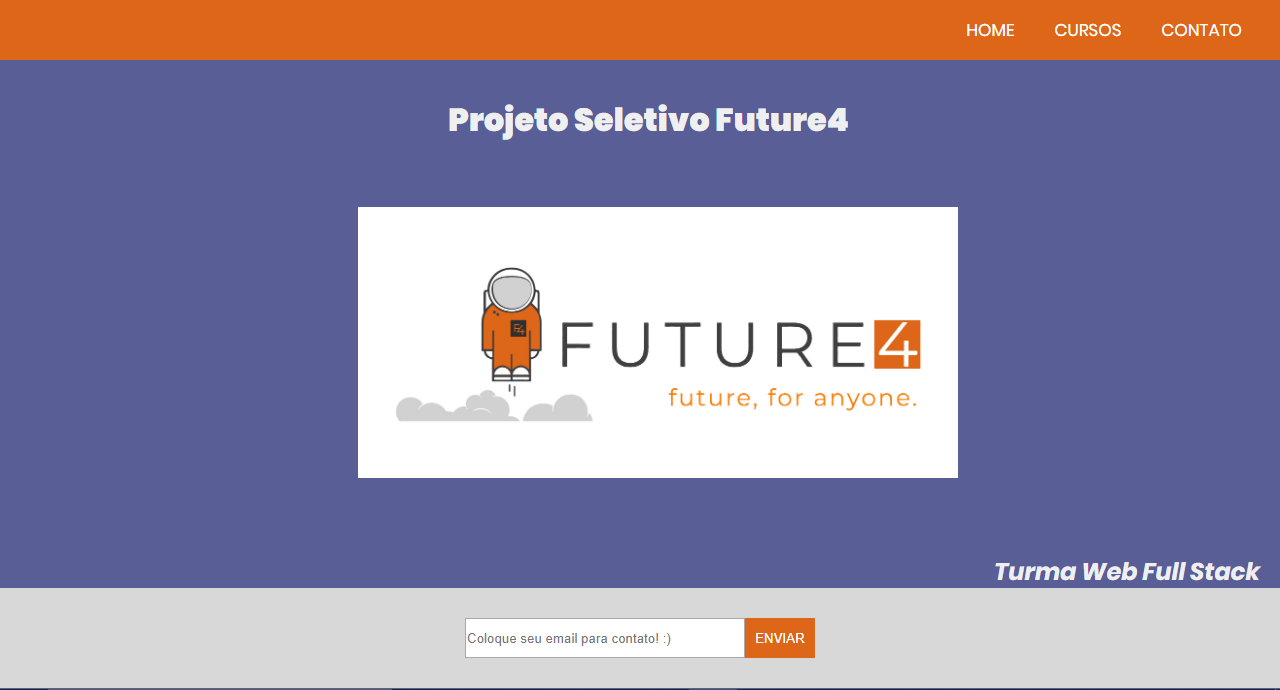 HOME CURSOS CONTATO
Projeto Seletivo Future4
F4
FUTURE4
future, for anyone.
Turma Web Full Stack
Coloque seu email para contato! :) ENVIAR